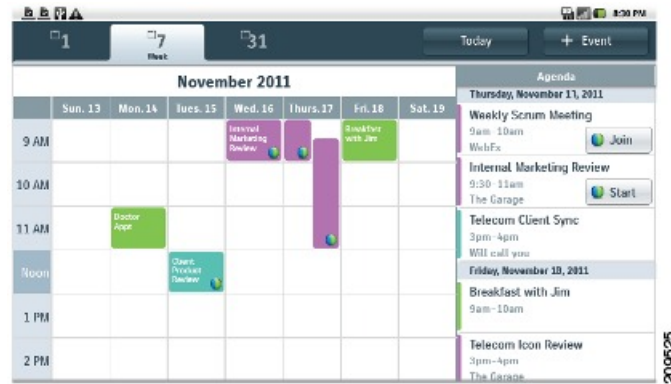 8:30 PM
1
7
Week
31
Today
+ Event
November 2011
Sun. 13 Mon. 14 Tues. 15 Wed. 16 Thurs. 17 Fri. 18 Sat. 19
9 AM
10 AM
11 AM
Noon
1 PM
2 PM
Internal
Marketing
Review
Breakfast
with Jim
Doctor
Appt
Client
Product
Review
Agenda
Thursday, November 17, 2011
Weekly Scrum Meeting
9am-10am
WebEx
Join
Internal Marketing Review
9:30-11am
The Garage
Start
Telecom Client Sync
3pm-4pm
Will call you
Friday, November 18, 2011
Breakfast with Jim
9am-10am
Telecom Icon Review
3pm-4pm
The Garage